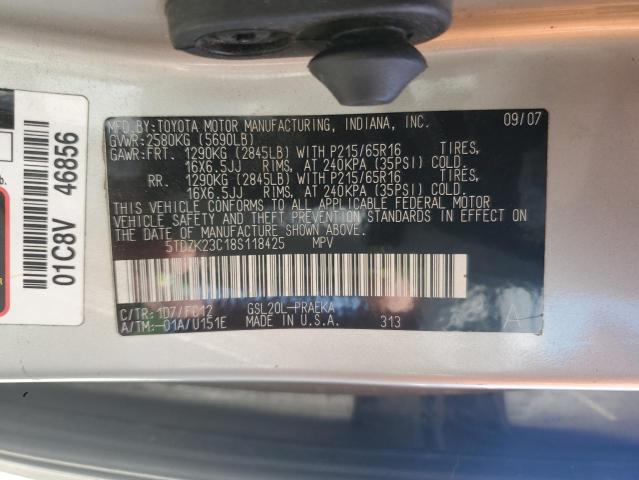 MFD.BY:TOYOTA MOTOR MANUFACTURING, INDIANA, INC. 09/07
GVWR:2580KG (5690LB)
GAWR:FRT. 1290KG (2845LB) WITH P215/65R16 TIRES,
16X6.5JJ RIMS, AT 240KPA (35PSI) COLD.
RR. 1290KG (2845LB) WITH P215/65R16 TIRES,
16X6.5JJ RIMS, AT 240KPA (35PSI) COLD.
THIS VEHICLE CONFORMS TO ALL APPLICABLE FEDERAL MOTOR
VEHICLE SAFETY AND THEFT PREVENTION STANDARDS IN EFFECT ON
THE DATE OF MANUFACTURE SHOWN ABOVE.
5TDZK23C18S118425 MPV
C/TR: 1D7/FC12 GSL20L-PRAEKA
A/TM:-01A/U151E MADE IN U.S.A. 313
A
01C8V 46856
b.